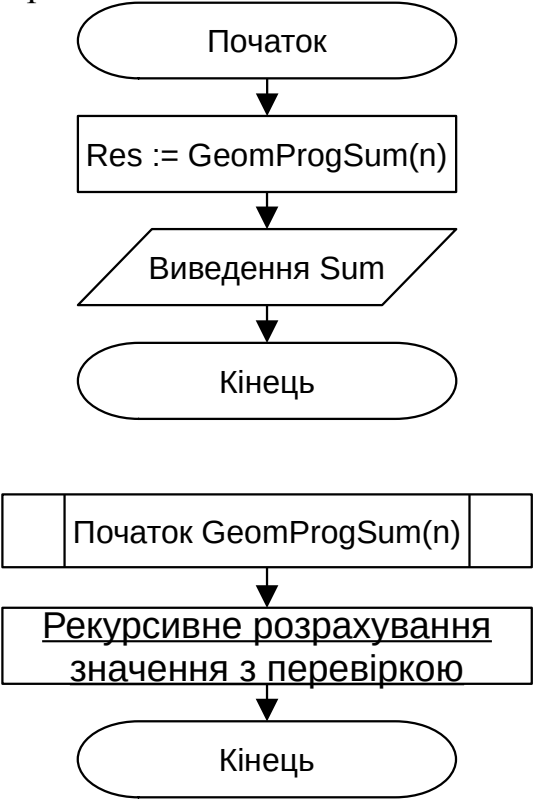 Початок
Res := GeomProgSum(n)
Виведення Sum
Кінець
Початок GeomProgSum(n)
Рекурсивне розрахування
значення з перевіркою
Кінець